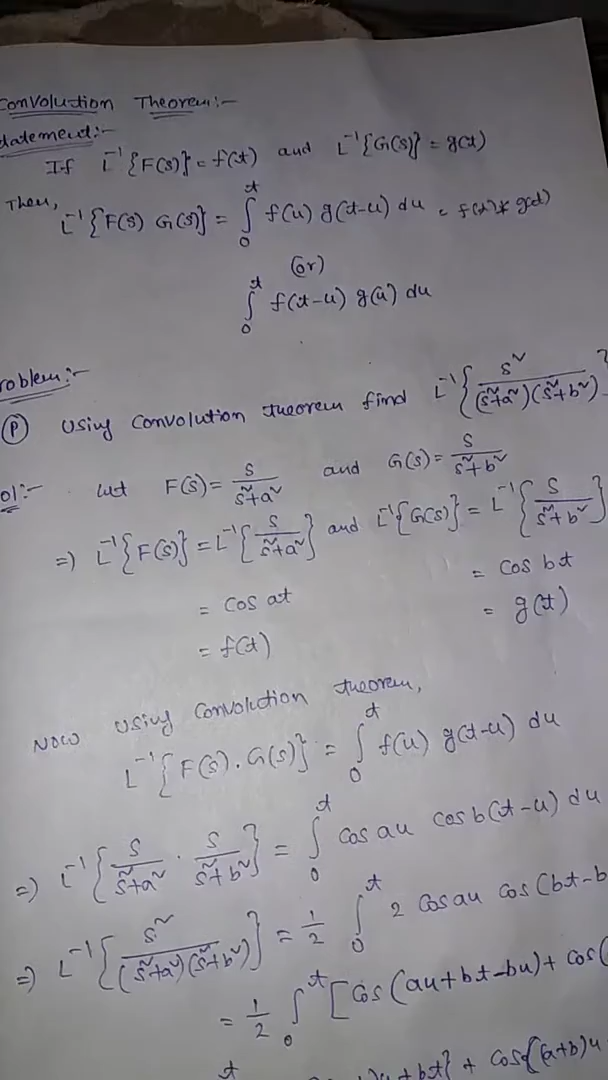 Convolution Theorem:-
Statement:-
If L⁻¹{F(s)} = f(t) and L⁻¹{G(s)} = g(t)
Then,
L⁻¹{F(s) G(s)} = ∫₀ᵗ f(u) g(t-u) du = f(t) * g(t)
(or)
∫₀ᵗ f(t-u) g(u) du
Problem:-
(P) Using Convolution theorem find L⁻¹{s²/(s²+a²)(s²+b²)}
Sol:- Let F(s) = s/(s²+a²) and G(s) = s/(s²+b²)
=) L⁻¹{F(s)} = L⁻¹{s/(s²+a²)} and L⁻¹{G(s)} = L⁻¹{s/(s²+b²)}
= Cos at = Cos bt
= f(t) = g(t)
Now using Convolution theorem,
L⁻¹{F(s).G(s)} = ∫₀ᵗ f(u) g(t-u) du
=) L⁻¹{s/(s²+a²) . s/(s²+b²)} = ∫₀ᵗ Cos au Cos b(t-u) du
=) L⁻¹{s²/(s²+a²)(s²+b²)} = 1/2 ∫₀ᵗ 2 Cos au Cos (bt-b
= 1/2 ∫₀ᵗ [Cos (au+bt-bu) + Cos(
t u+bt} + Cos{(a+b)u